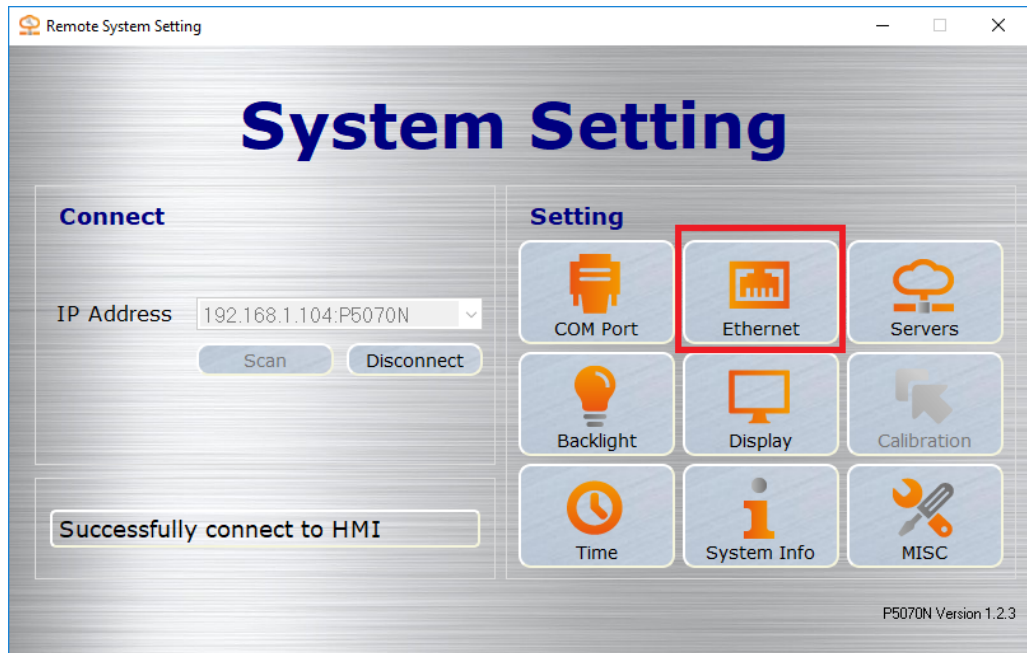 Remote System Setting
System Setting
Connect
IP Address
192.168.1.104:P5070N
Scan
Disconnect
Successfully connect to HMI
Setting
COM Port
Ethernet
Servers
Backlight
Display
Calibration
Time
System Info
MISC
P5070N Version 1.2.3